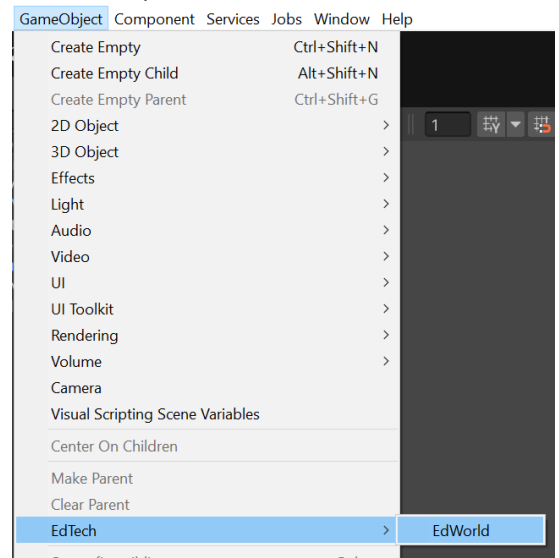 GameObject Component Services Jobs Window Help
Create Empty Ctrl+Shift+N
Create Empty Child Alt+Shift+N
Create Empty Parent Ctrl+Shift+G
2D Object >
3D Object >
Effects >
Light >
Audio >
Video >
UI >
UI Toolkit >
Rendering >
Volume >
Camera
Visual Scripting Scene Variables
Center On Children
Make Parent
Clear Parent
EdTech > EdWorld
1